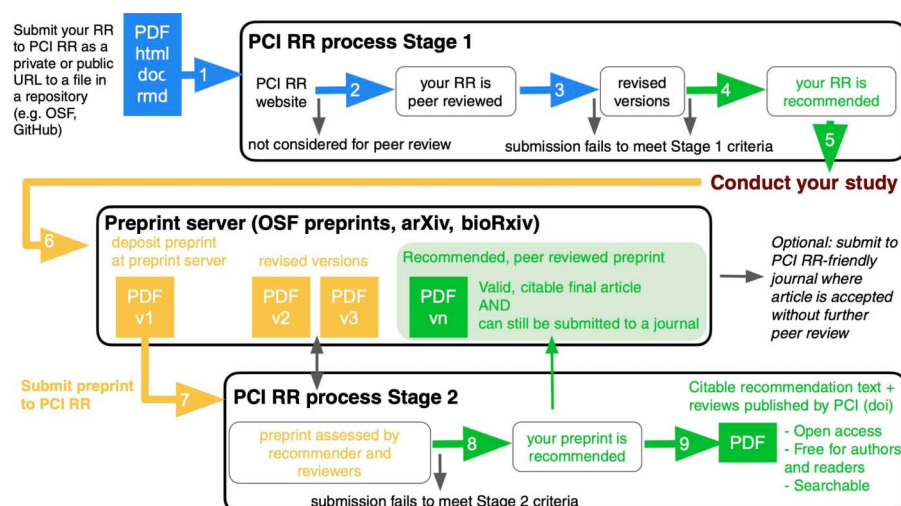 Submit your RR
to PCI RR as a
private or public
URL to a file in
a repository
(e.g. OSF,
GitHub)
PDF
html
doc
rmd
1
PCI RR process Stage 1
PCI RR
website
2
your RR is
peer reviewed
3
revised
versions
4
your RR is
recommended
not considered for peer review
submission fails to meet Stage 1 criteria
5
Conduct your study
6
Preprint server (OSF preprints, arXiv, bioRxiv)
deposit preprint
at preprint server
PDF
v1
revised versions
PDF
v2
PDF
v3
Recommended, peer reviewed preprint
PDF
vn
Valid, citable final article
AND
can still be submitted to a journal
Optional: submit to
PCI RR-friendly
journal where
article is accepted
without further
peer review
Submit preprint
to PCI RR
7
PCI RR process Stage 2
preprint assessed by
recommender and
reviewers
8
your preprint is
recommended
9
PDF
Citable recommendation text +
reviews published by PCI (doi)
- Open access
- Free for authors
and readers
- Searchable
submission fails to meet Stage 2 criteria